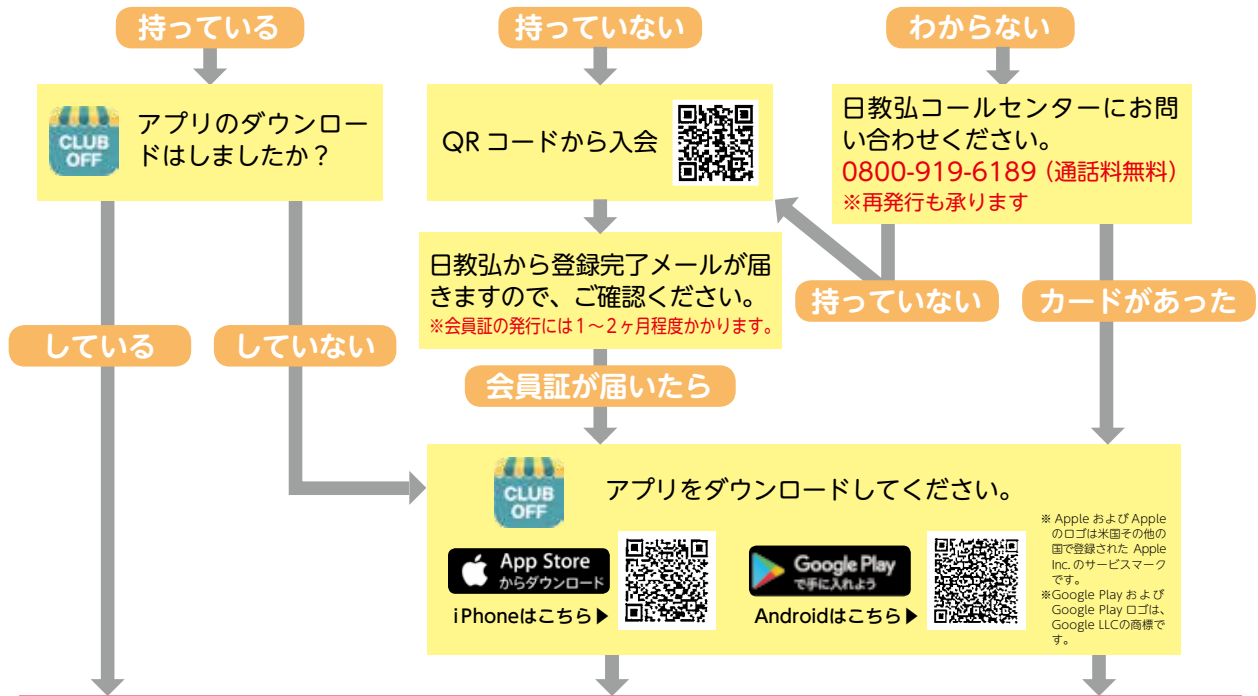 持っている
持っていない
わからない
CLUB
OFF
アプリのダウンロー
ドはしましたか？
QR コードから入会
日教弘コールセンターにお問
い合わせください。
0800-919-6189（通話料無料）
※再発行も承ります
日教弘から登録完了メールが届
きますので、ご確認ください。
※会員証の発行には１〜２ヶ月程度かかります。
持っていない
カードがあった
している
していない
会員証が届いたら
CLUB
OFF
アプリをダウンロードしてください。
App Store
からダウンロード
iPhoneはこちら▶
Google Play
で手に入れよう
Androidはこちら▶
※ Apple および Apple
のロゴは米国その他の
国で登録された Apple
Inc. のサービスマーク
です。
※Google Play および
Google Play ロゴは、
Google LLCの商標で
す。